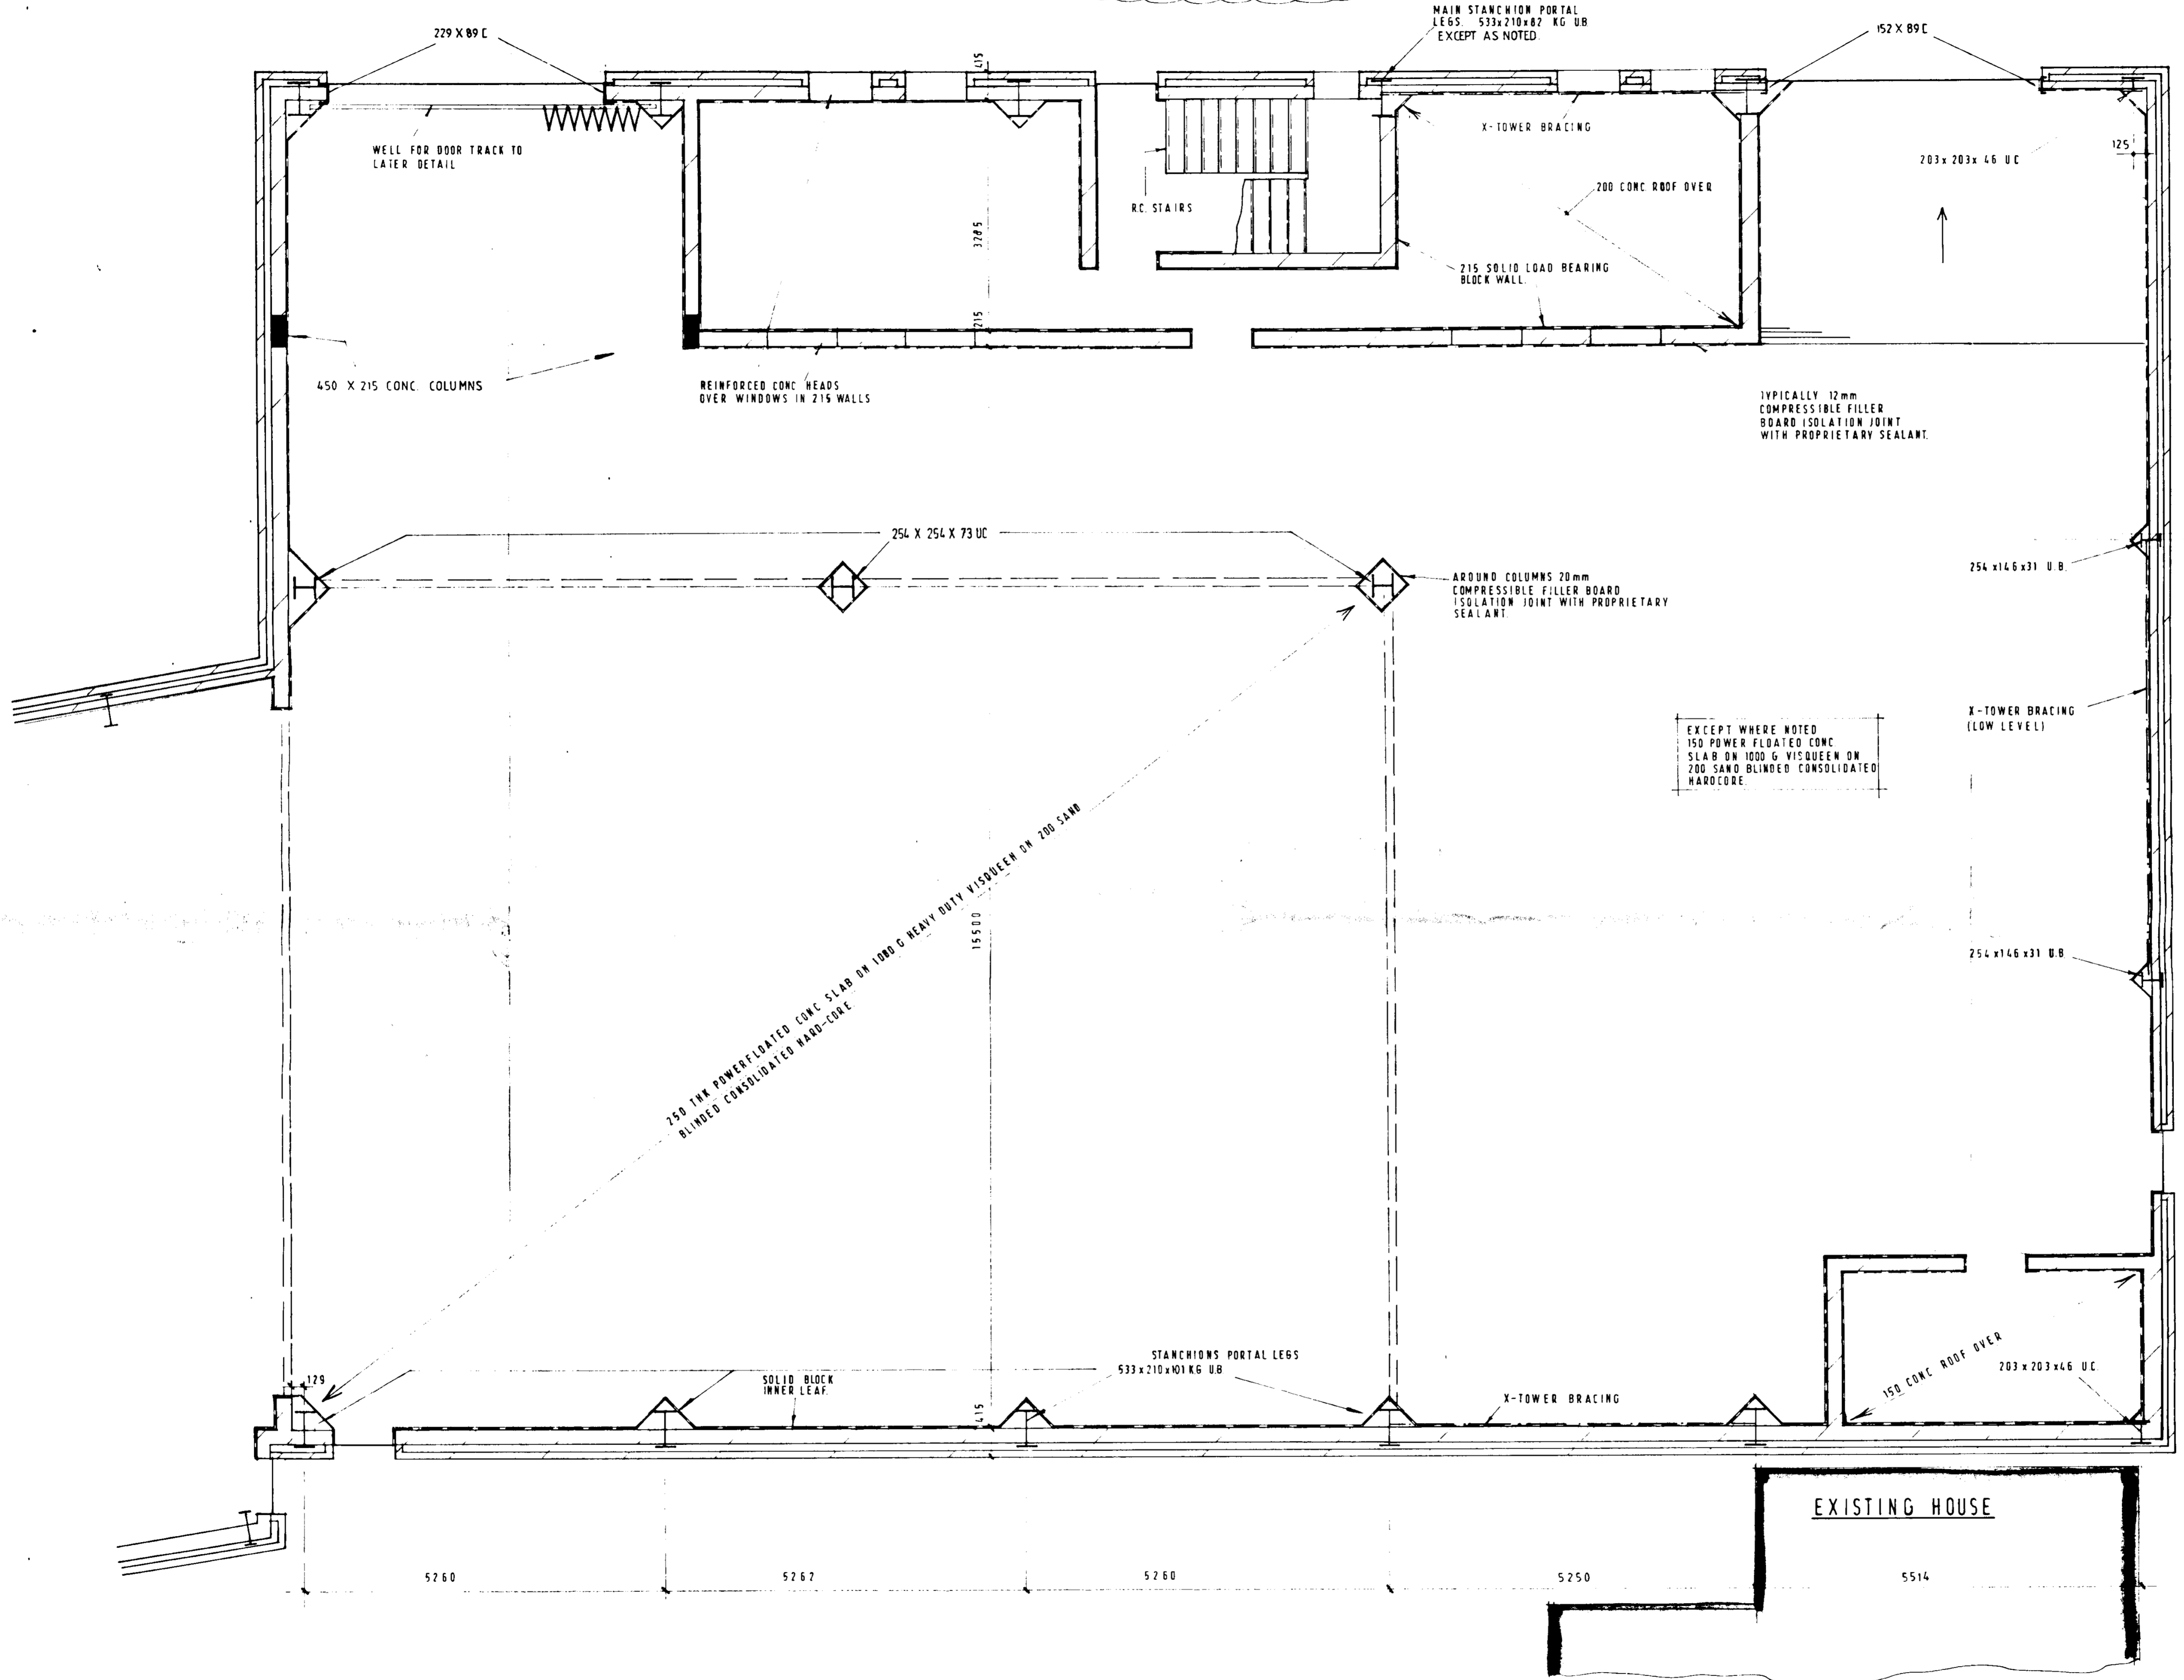 MAIN STANCHION PORTAL
LEGS. 533x210x82 KG UB
EXCEPT AS NOTED.
229 X 89 [
152 X 89 [
415
WELL FOR DOOR TRACK TO
LATER DETAIL
X-TOWER BRACING
203x 203x 46 UC
125
200 CONC. ROOF OVER
R.C. STAIRS
3285
215 SOLID LOAD BEARING
BLOCK WALL.
215
450 X 215 CONC. COLUMNS
REINFORCED CONC HEADS
OVER WINDOWS IN 215 WALLS
TYPICALLY 12mm
COMPRESSIBLE FILLER
BOARD ISOLATION JOINT
WITH PROPRIETARY SEALANT.
254 X 254 X 73 UC
AROUND COLUMNS 20mm
COMPRESSIBLE FILLER BOARD
ISOLATION JOINT WITH PROPRIETARY
SEALANT.
254 x146 x31 U.B.
X-TOWER BRACING
(LOW LEVEL)
EXCEPT WHERE NOTED
150 POWER FLOATED CONC
SLAB ON 1000 G VISQUEEN ON
200 SAND BLINDED CONSOLIDATED
HARDCORE.
250 THK POWERFLOATED CONC SLAB ON 1000 G HEAVY DUTY VISQUEEN ON 200 SAND
BLINDED CONSOLIDATED HARD-CORE
15500
254 x146 x31 U.B
150 CONC ROOF OVER
203 x 203 x46 U.C
STANCHIONS PORTAL LEGS
533 x 210 x101 KG U.B
129
SOLID BLOCK
INNER LEAF.
X-TOWER BRACING
415
EXISTING HOUSE
5260
5262
5260
5250
5514